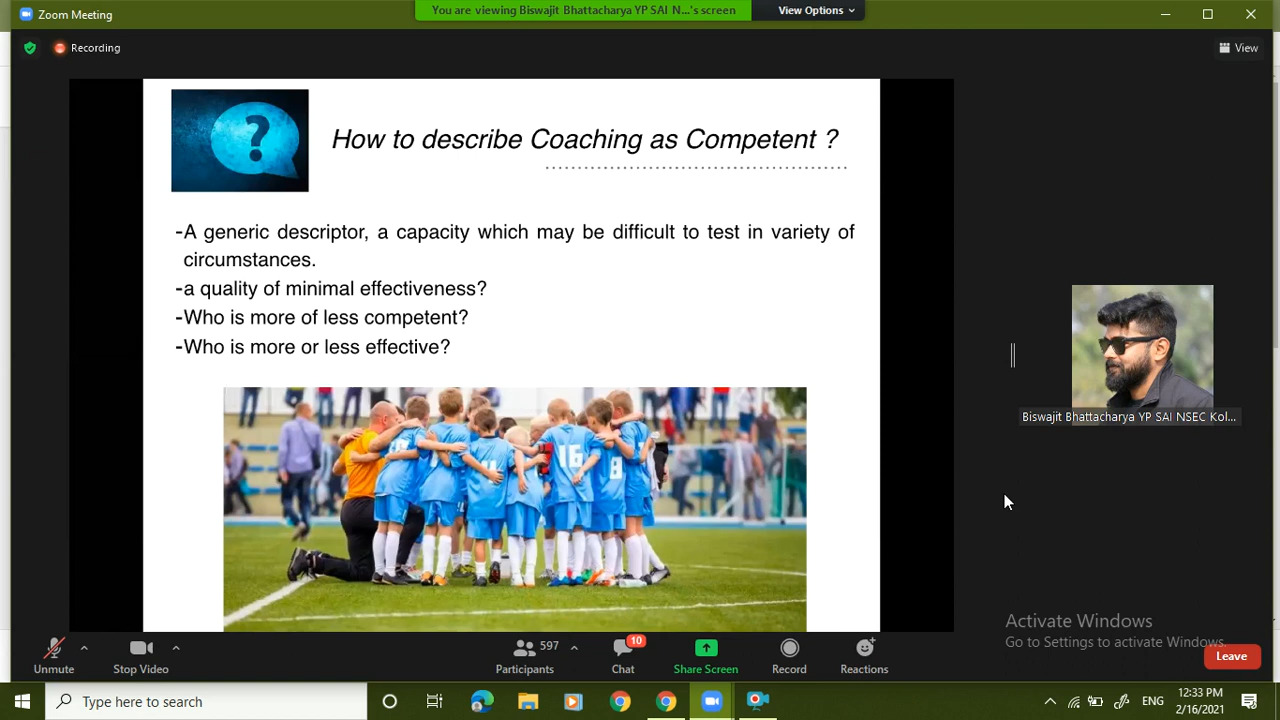 Zoom Meeting
You are viewing Biswajit Bhattacharya YP SAI N...'s screen
View Options
Recording
View
?
How to describe Coaching as Competent ?
-A generic descriptor, a capacity which may be difficult to test in variety of
circumstances.
-a quality of minimal effectiveness?
-Who is more of less competent?
-Who is more or less effective?
16
8
Biswajit Bhattacharya YP SAI NSEC Kol...
Activate Windows
Go to Settings to activate Windows.
Unmute
Stop Video
597
Participants
10
Chat
Share Screen
Record
Reactions
Leave
Type here to search
ENG
12:33 PM
2/16/2021